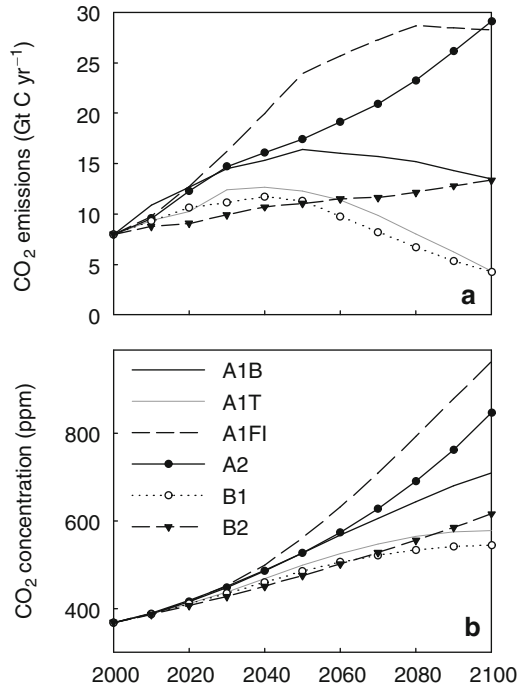 30
25
20
15
10
5
0
CO₂ emissions (Gt C yr⁻¹)
a
A1B
A1T
A1FI
A2
B1
B2
800
600
400
CO₂ concentration (ppm)
b
2000 2020 2040 2060 2080 2100